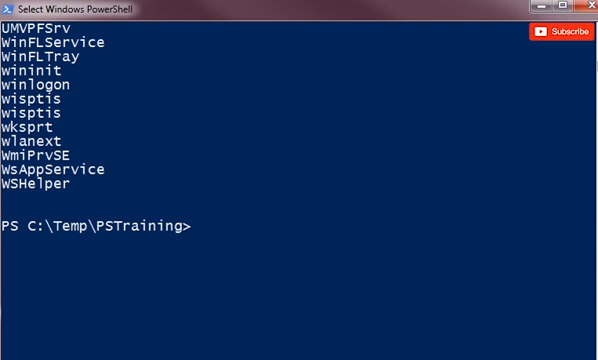 Select Windows PowerShell
Subscribe
UMVPFSrv
WinFLService
WinFLTray
wininit
winlogon
wisptis
wisptis
wksprt
wlanext
WmiPrvSE
WsAppService
WSHelper
PS C:\Temp\PSTraining>